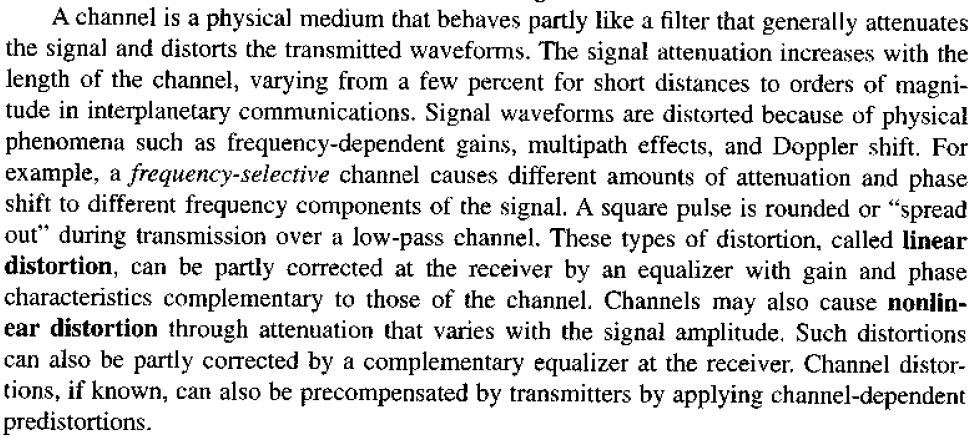 A channel is a physical medium that behaves partly like a filter that generally attenuates
the signal and distorts the transmitted waveforms. The signal attenuation increases with the
length of the channel, varying from a few percent for short distances to orders of magni-
tude in interplanetary communications. Signal waveforms are distorted because of physical
phenomena such as frequency-dependent gains, multipath effects, and Doppler shift. For
example, a frequency-selective channel causes different amounts of attenuation and phase
shift to different frequency components of the signal. A square pulse is rounded or “spread
out” during transmission over a low-pass channel. These types of distortion, called linear
distortion, can be partly corrected at the receiver by an equalizer with gain and phase
characteristics complementary to those of the channel. Channels may also cause nonlin-
ear distortion through attenuation that varies with the signal amplitude. Such distortions
can also be partly corrected by a complementary equalizer at the receiver. Channel distor-
tions, if known, can also be precompensated by transmitters by applying channel-dependent
predistortions.